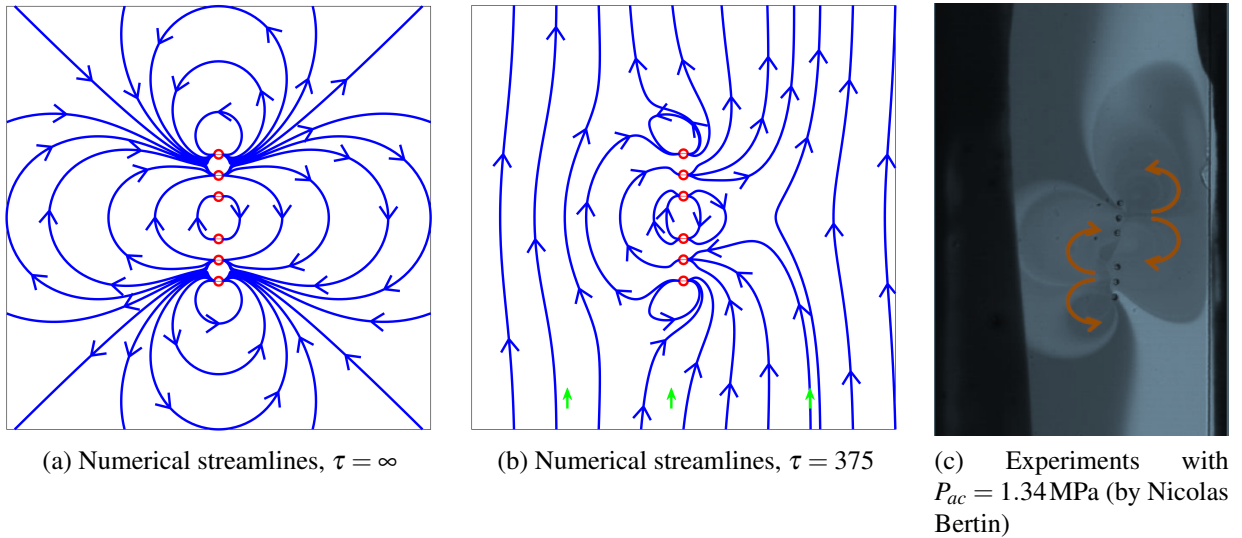 (a) Numerical streamlines, τ = ∞
(b) Numerical streamlines, τ = 375
(c) Experiments with
P_ac = 1.34 MPa (by Nicolas
Bertin)